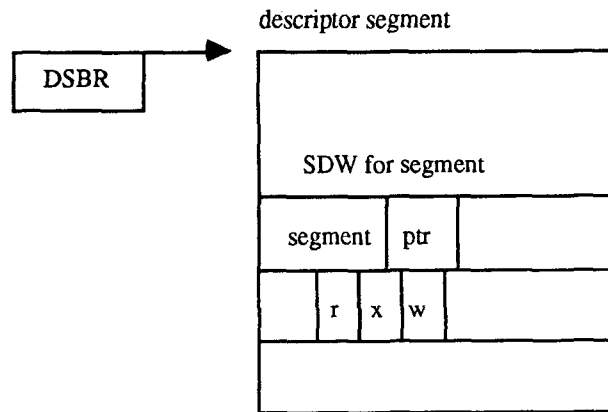 descriptor segment
DSBR
SDW for segment
segment ptr
r x w